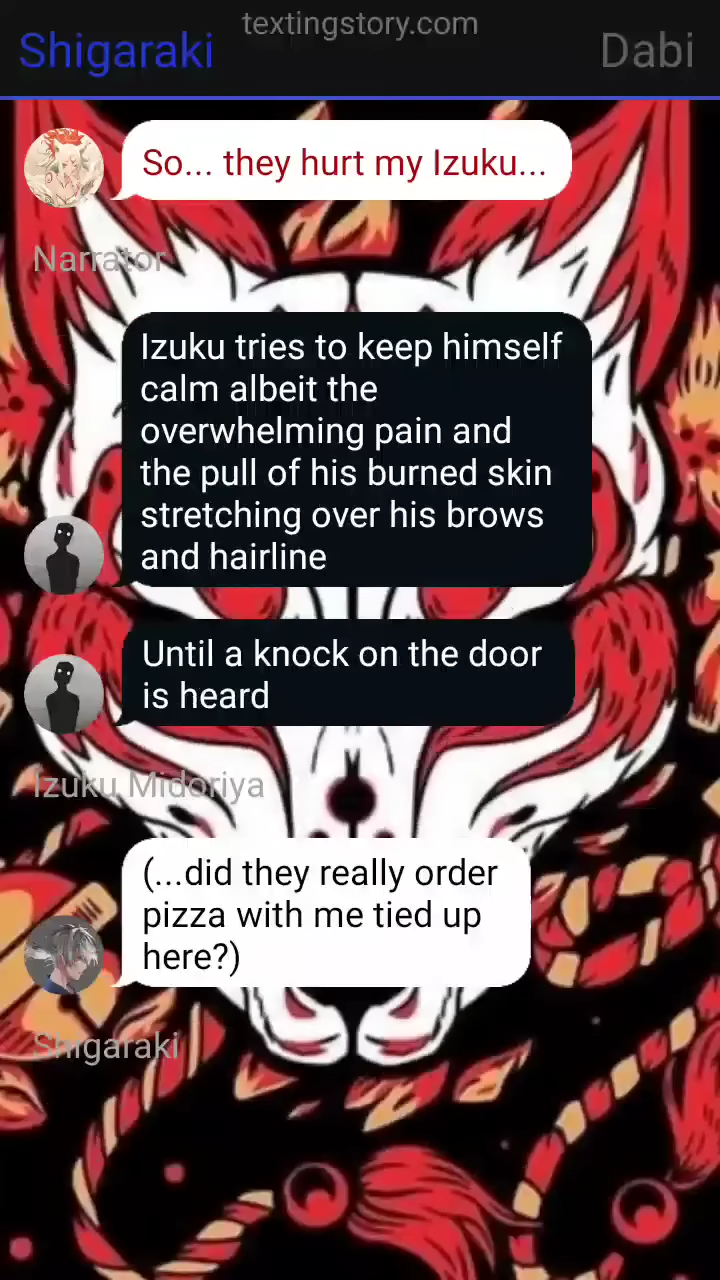 textingstory.com
Shigaraki
Dabi
So... they hurt my Izuku...
Narrator
Izuku tries to keep himself
calm albeit the
overwhelming pain and
the pull of his burned skin
stretching over his brows
and hairline
Until a knock on the door
is heard
Izuku Midoriya
(...did they really order
pizza with me tied up
here?)
Shigaraki